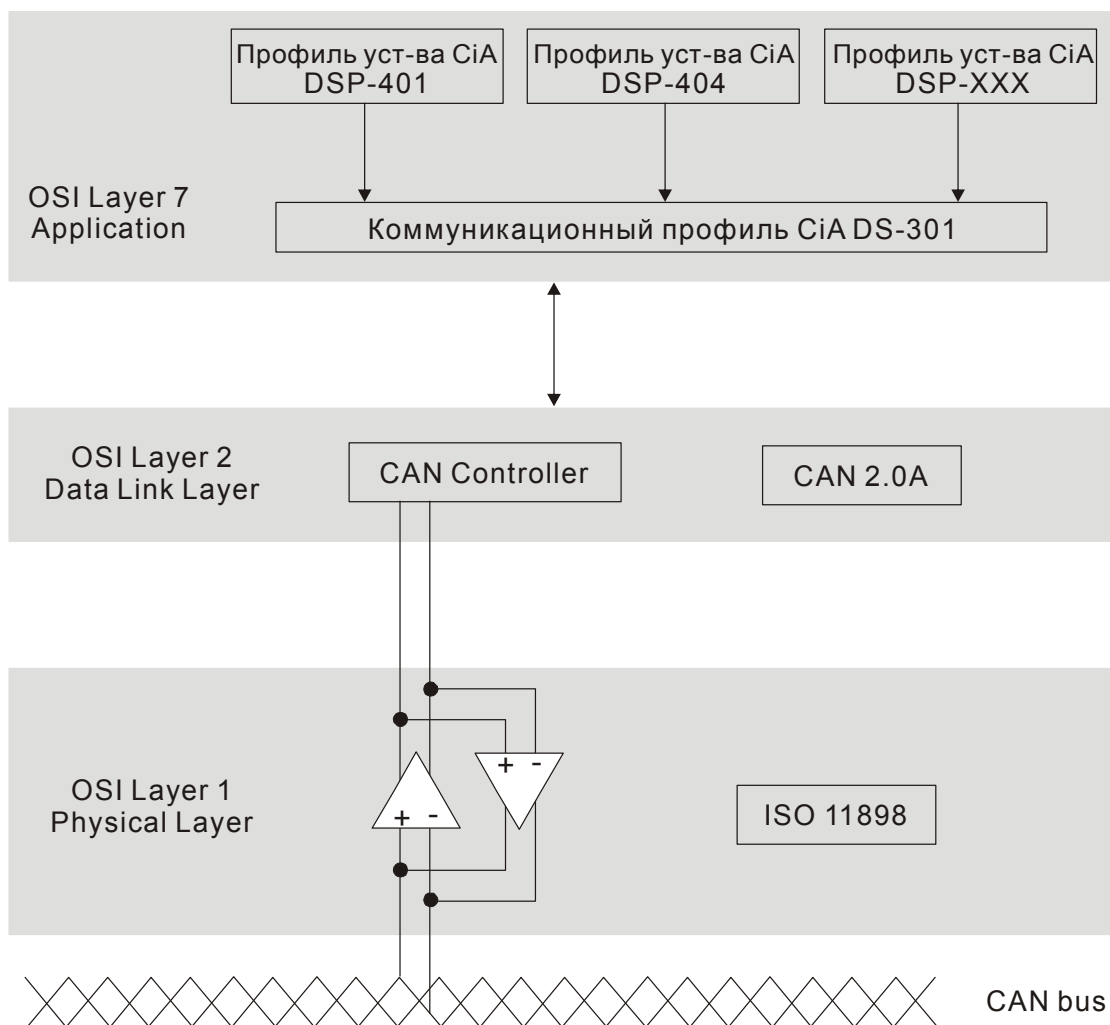 Профиль уст-ва CiA
DSP-401
Профиль уст-ва CiA
DSP-404
Профиль уст-ва CiA
DSP-XXX
OSI Layer 7
Application
Коммуникационный профиль CiA DS-301
OSI Layer 2
Data Link Layer
CAN Controller
CAN 2.0A
OSI Layer 1
Physical Layer
+ -
+ -
ISO 11898
CAN bus